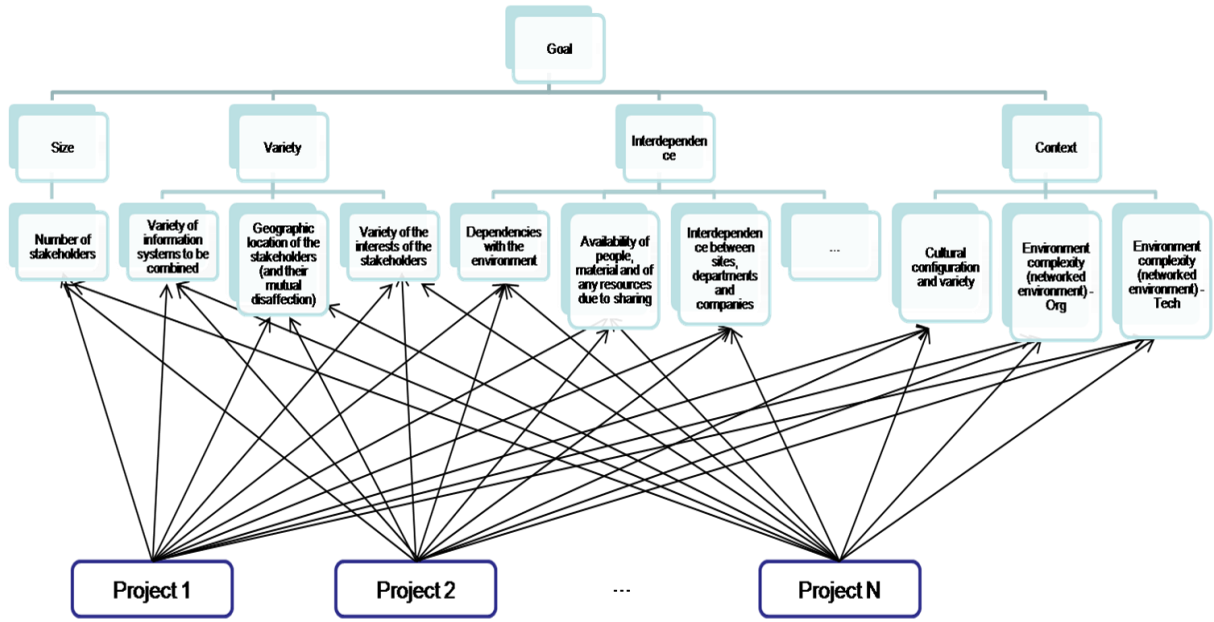 Goal
Size
Variety
Interdependen
ce
Context
Number of
stakeholders
Variety of
information
systems to be
combined
Geographic
location of the
stakeholders
(and their
mutual
disaffection)
Variety of the
interests of the
stakeholders
Dependencies
with the
environment
Availability of
people,
material and of
any resources
due to sharing
Interdependen
ce between
sites,
departments
and
companies
...
Cultural
configuration
and variety
Environment
complexity
(networked
environment) -
Org
Environment
complexity
(networked
environment) -
Tech
Project 1
Project 2
...
Project N